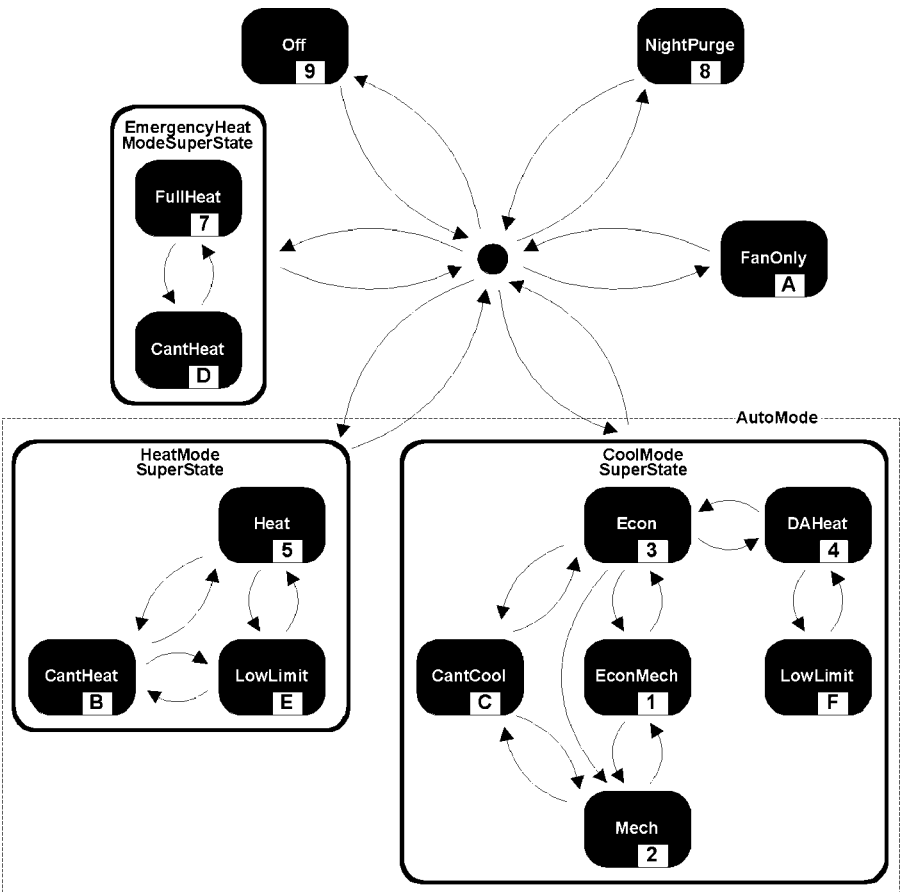 Off
9
NightPurge
8
EmergencyHeat
ModeSuperState
FullHeat
7
CantHeat
D
FanOnly
A
AutoMode
HeatMode
SuperState
Heat
5
CantHeat
B
LowLimit
E
CoolMode
SuperState
Econ
3
DAHeat
4
CantCool
C
EconMech
1
LowLimit
F
Mech
2